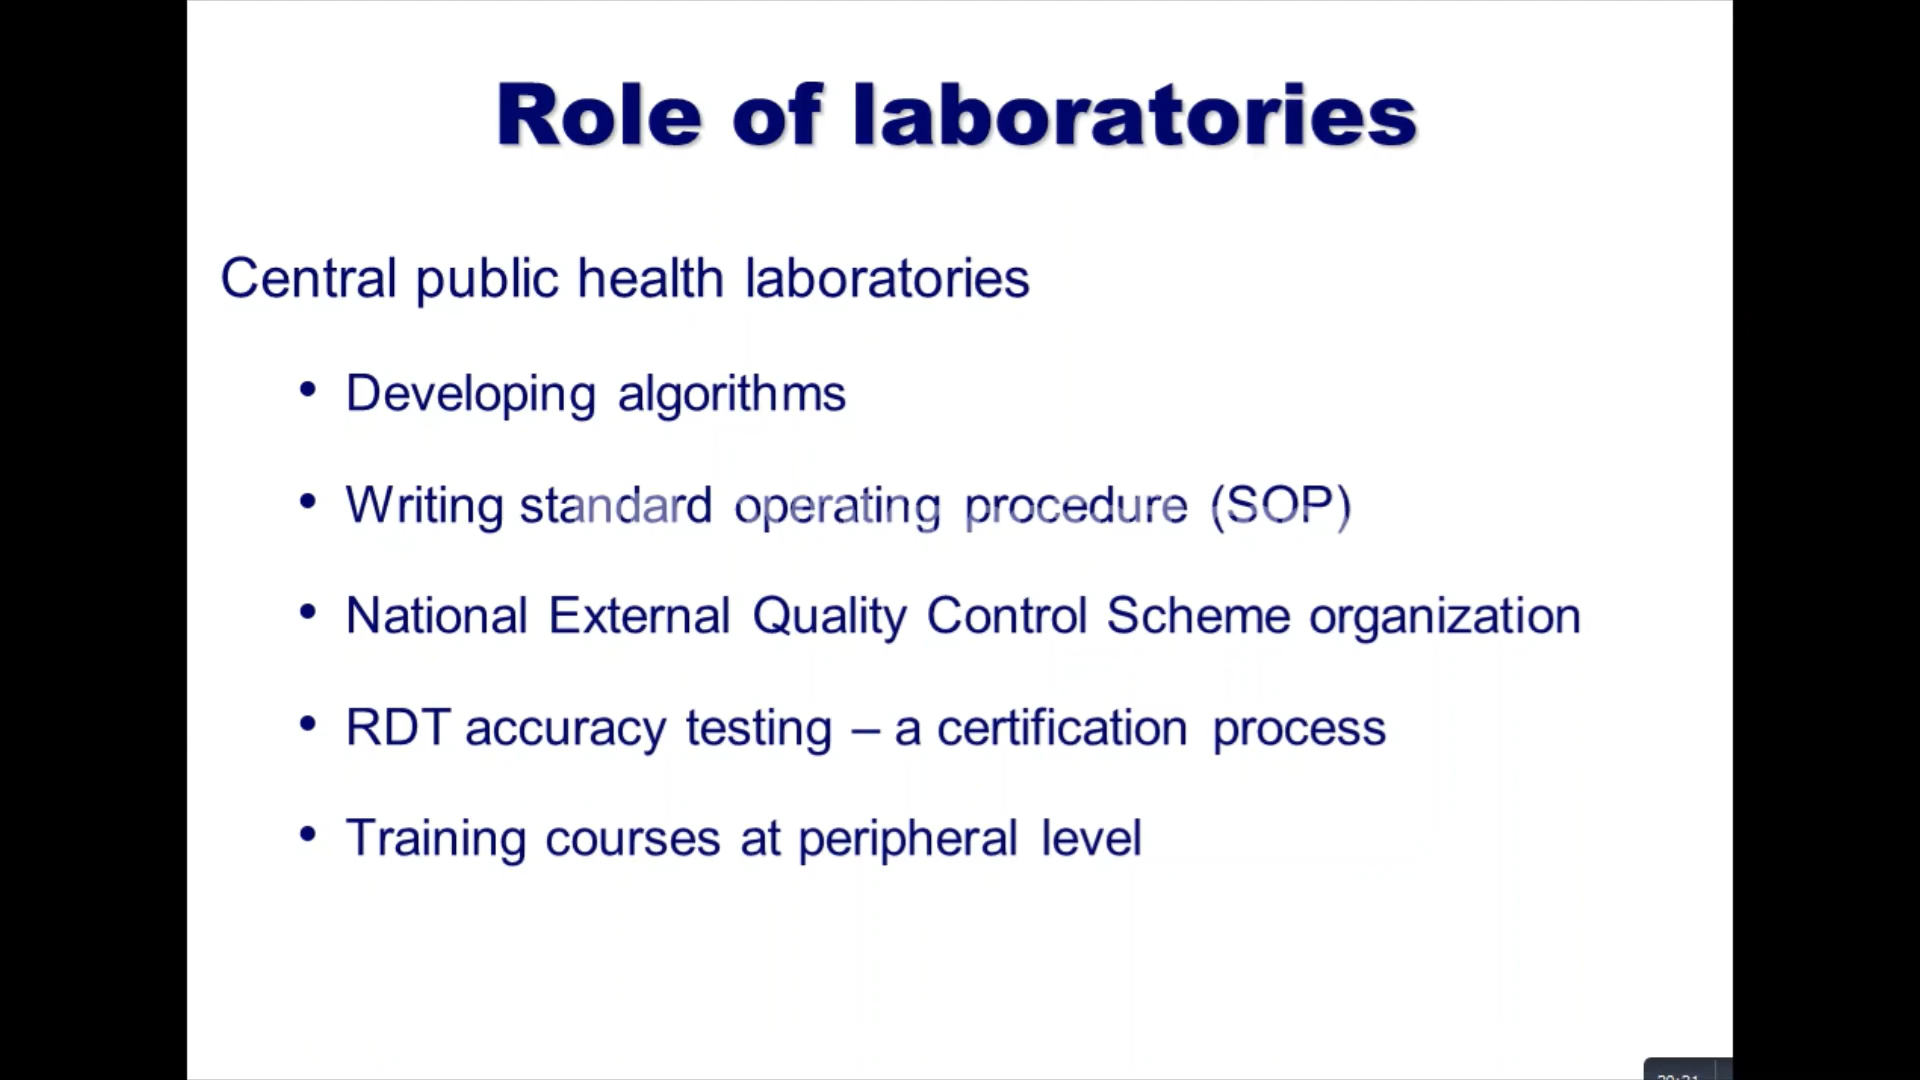 Role of laboratories
Central public health laboratories
• Developing algorithms
• Writing standard operating procedure (SOP)
• National External Quality Control Scheme organization
• RDT accuracy testing – a certification process
• Training courses at peripheral level